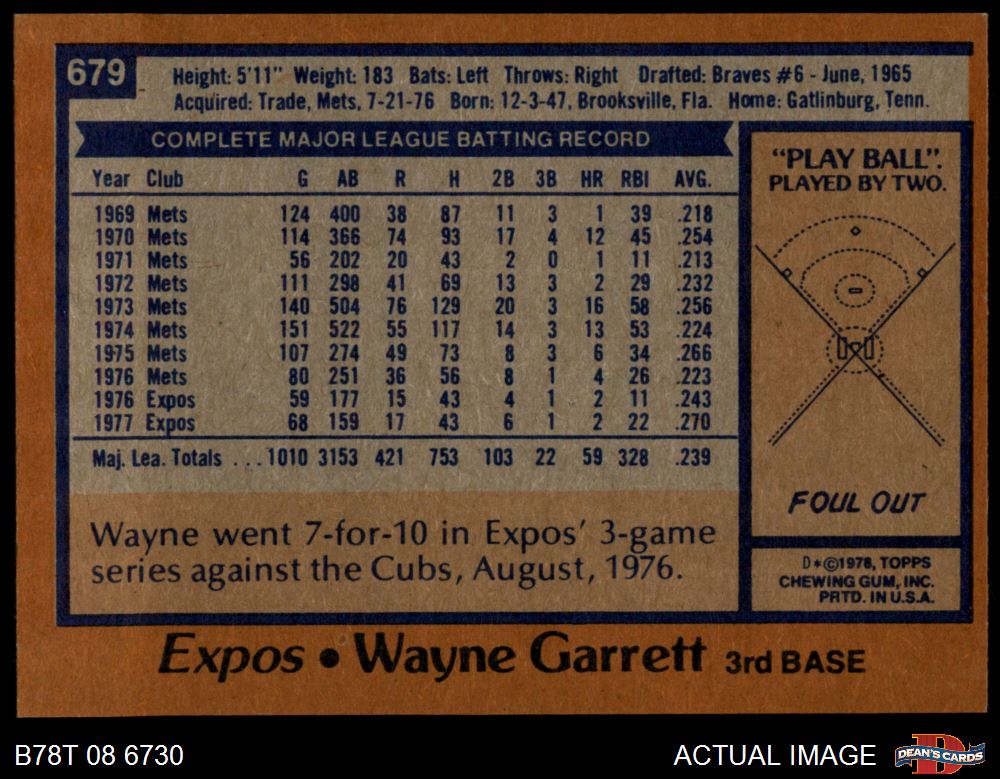 679
Height: 5'11" Weight: 183 Bats: Left Throws: Right Drafted: Braves #6 - June, 1965
Acquired: Trade, Mets, 7-21-76 Born: 12-3-47, Brooksville, Fla. Home: Gatlinburg, Tenn.
COMPLETE MAJOR LEAGUE BATTING RECORD
Year Club G AB R H 2B 3B HR RBI AVG.
1969 Mets 124 400 38 87 11 3 1 39 .218
1970 Mets 114 366 74 93 17 4 12 45 .254
1971 Mets 56 202 20 43 2 0 1 11 .213
1972 Mets 111 298 41 69 13 3 2 29 .232
1973 Mets 140 504 76 129 20 3 16 58 .256
1974 Mets 151 522 55 117 14 3 13 53 .224
1975 Mets 107 274 49 73 8 3 6 34 .266
1976 Mets 80 251 36 56 8 1 4 26 .223
1976 Expos 59 177 15 43 4 1 2 11 .243
1977 Expos 68 159 17 43 6 1 2 22 .270
Maj. Lea. Totals ... 1010 3153 421 753 103 22 59 328 .239
Wayne went 7-for-10 in Expos' 3-game
series against the Cubs, August, 1976.
"PLAY BALL".
PLAYED BY TWO.
FOUL OUT
D*©1978, TOPPS
CHEWING GUM, INC.
PRTD. IN U.S.A.
Expos • Wayne Garrett 3rd BASE
B78T 08 6730
ACTUAL IMAGE
D
DEAN'S CARDS